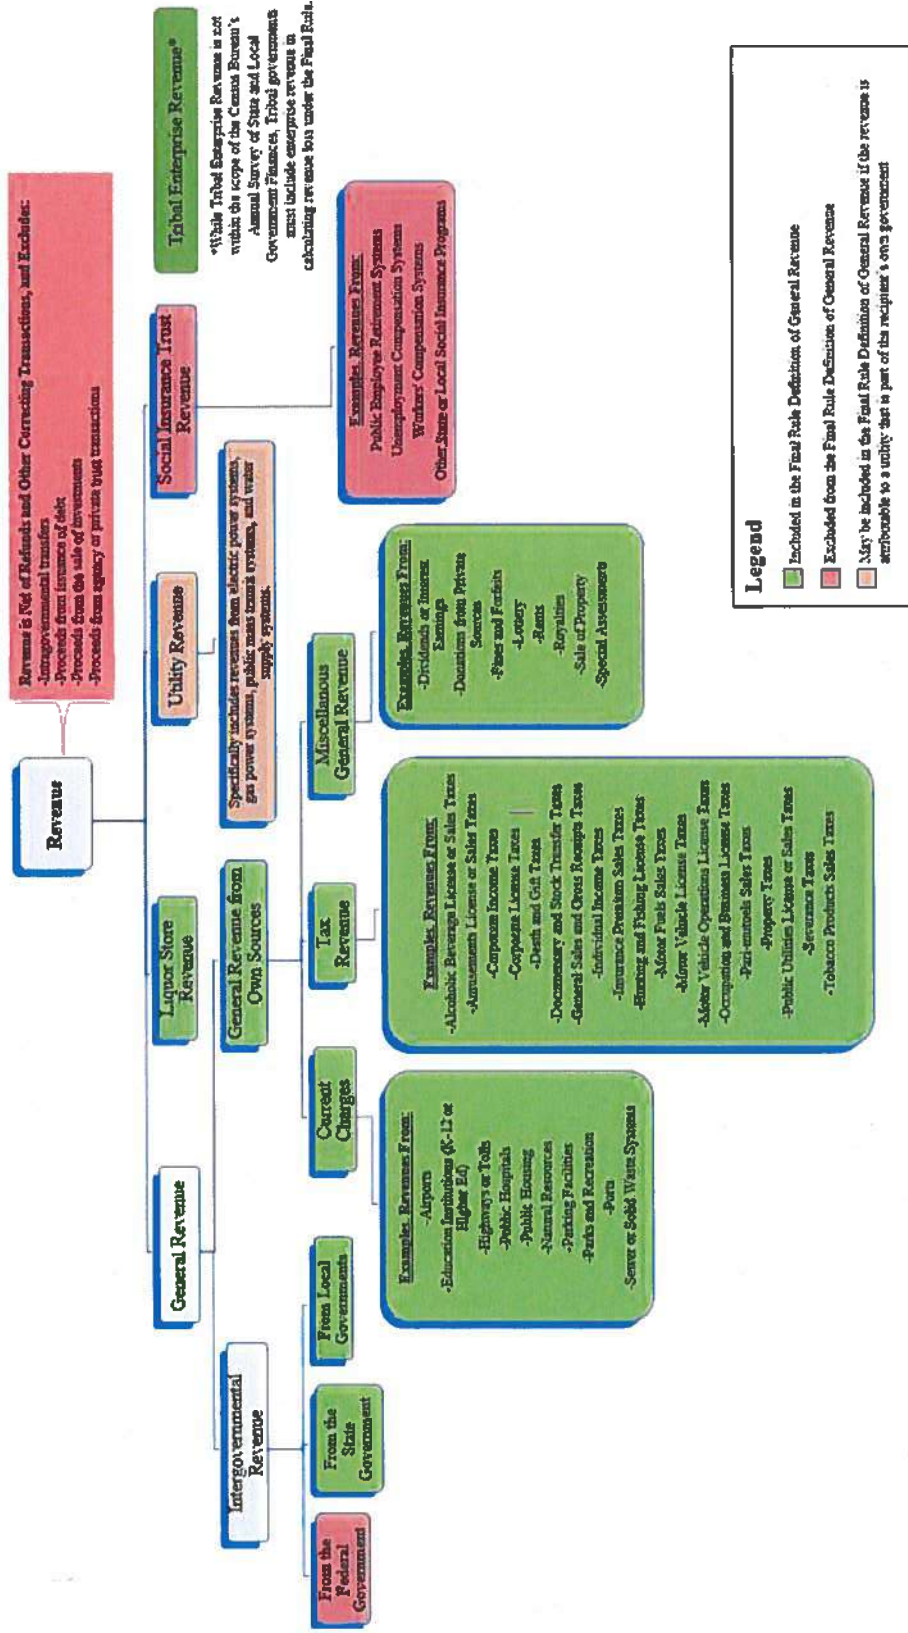 Revenue
Revenue is Net of Refunds and Other Correcting Transactions, and Excludes:
-Intragovernmental transfers
-Proceeds from issuance of debt
-Proceeds from the sale of investments
-Proceeds from agency or private trust transactions
General Revenue
Liquor Store
Revenue
Utility Revenue
Social Insurance Trust
Revenue
Tribal Enterprise Revenue*
*While Tribal Enterprise Revenue is not
within the scope of the Census Bureau's
Annual Survey of State and Local
Government Finances, Tribal governments
must include enterprise revenue in
calculating revenue loss under the Final Rule.
Intergovernmental
Revenue
General Revenue from
Own Sources
Specifically includes revenues from electric power systems,
gas power systems, public mass transit systems, and water
supply systems.
From the
Federal
Government
From the
State
Government
From Local
Governments
Current
Charges
Tax
Revenue
Miscellanous
General Revenue
Examples, Revenues From:
Public Employee Retirement Systems
Unemployment Compensation Systems
Workers' Compensation Systems
Other State or Local Social Insurance Programs
Examples, Revenues From:
-Airports
-Education Institutions (K-12 or
Higher Ed)
-Highways or Tolls
-Public Hospitals
-Public Housing
-Natural Resources
-Parking Facilities
-Parks and Recreation
-Ports
-Sewer or Solid Waste Systems
Examples, Revenues From:
-Alcoholic Beverage License or Sales Taxes
-Amusements License or Sales Taxes
-Corporate Income Taxes
-Corporate License Taxes
-Death and Gift Taxes
-Documentary and Stock Transfer Taxes
-General Sales and Gross Receipts Taxes
-Individual Income Taxes
-Insurance Premium Sales Taxes
-Hunting and Fishing License Taxes
-Motor Fuels Sales Taxes
-Motor Vehicle License Taxes
-Motor Vehicle Operations License Taxes
-Occupation and Business License Taxes
-Pari-mutuels Sales Taxes
-Property Taxes
-Public Utilities License or Sales Taxes
-Severance Taxes
-Tobacco Products Sales Taxes
Examples, Revenues From:
-Dividends or Interest
Earnings
-Donations from Private
Sources
-Fines and Forfeits
-Lottery
-Rents
-Royalties
-Sale of Property
-Special Assessments
Legend
Included in the Final Rule Definition of General Revenue
Excluded from the Final Rule Definition of General Revenue
May be included in the Final Rule Definition of General Revenue if the revenue is
attributable to a utility that is part of the recipient's own government